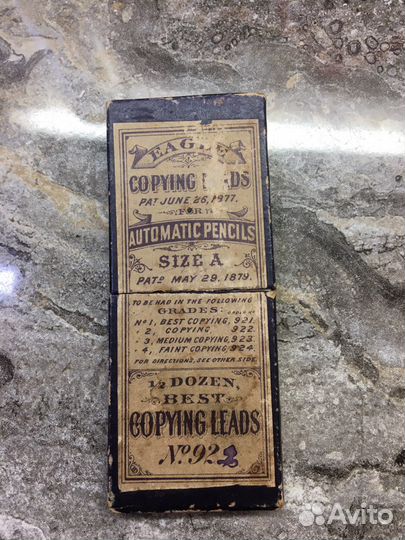 EAGLE
COPYING LEADS
PAT JUNE 26, 1877.
FOR
AUTOMATIC PENCILS
SIZE A
PATD MAY 29, 1879.
TO BE HAD IN THE FOLLOWING
GRADES:
No 1, BEST COPYING, 921.
" 2, COPYING 922.
" 3, MEDIUM COPYING, 923.
" 4, FAINT COPYING, 924.
FOR DIRECTIONS, SEE OTHER SIDE.
1/2 DOZEN,
BEST
COPYING LEADS
No 922
Avito